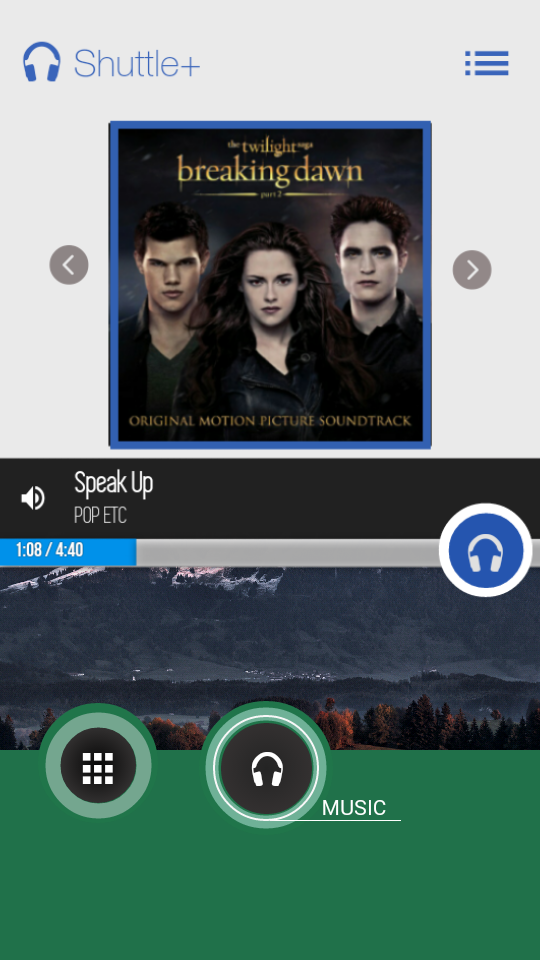 Shuttle+
the twilight saga
breaking dawn
part 2
ORIGINAL MOTION PICTURE SOUNDTRACK
Speak Up
POP ETC
1:08 / 4:40
MUSIC